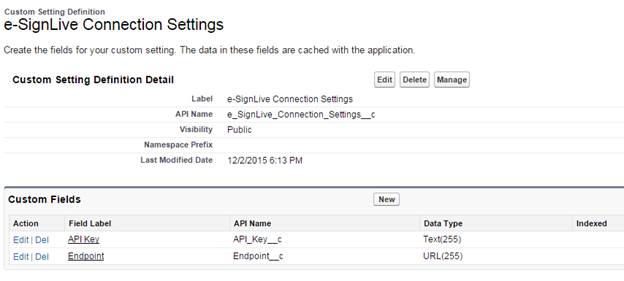 Custom Setting Definition
e-SignLive Connection Settings
Create the fields for your custom setting. The data in these fields are cached with the application.
Custom Setting Definition Detail Edit Delete Manage
Label e-SignLive Connection Settings
API Name e_SignLive_Connection_Settings__c
Visibility Public
Namespace Prefix
Last Modified Date 12/2/2015 6:13 PM
Custom Fields New
Action Field Label API Name Data Type Indexed
Edit | Del API Key API_Key__c Text(255)
Edit | Del Endpoint Endpoint__c URL(255)